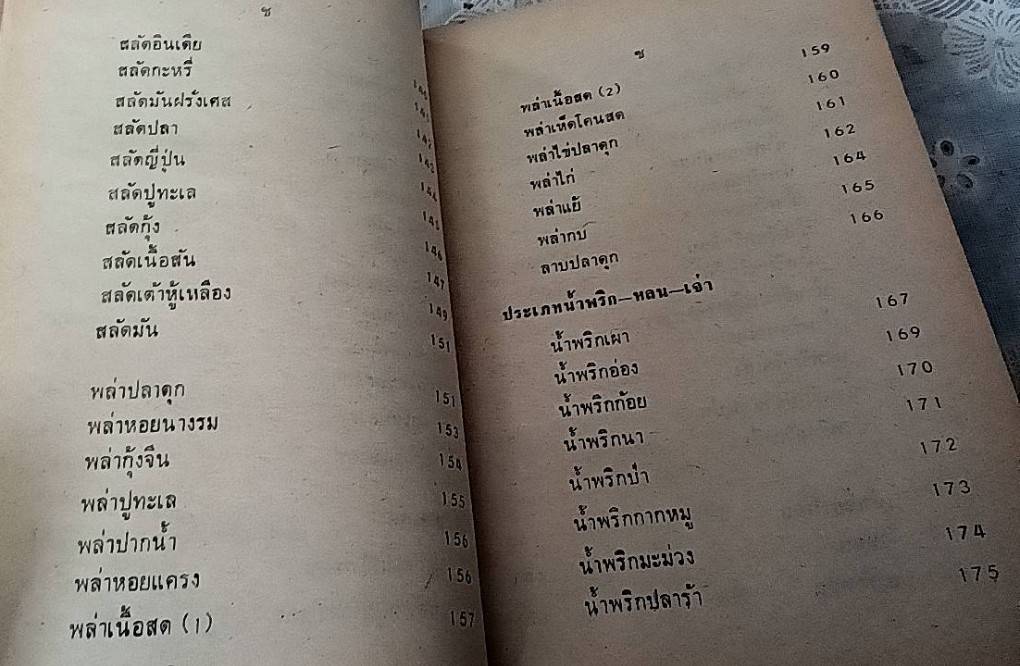 ช
สลัดอินเดีย 140
สลัดกะหรี่ 141
สลัดมันฝรั่งเศส 142
สลัดปลา 143
สลัดญี่ปุ่น 144
สลัดปูทะเล 145
สลัดกุ้ง 146
สลัดเนื้อสัน 147
สลัดเต้าหู้เหลือง 149
สลัดมัน 151
พล่าปลาดุก 151
พล่าหอยนางรม 153
พล่ากุ้งจีน 154
พล่าปูทะเล 155
พล่าปากน้ำ 156
พล่าหอยแครง 156
พล่าเนื้อสด (1) 157
ซ
พล่าเนื้อสด (2) 159
พล่าเห็ดโคนสด 160
พล่าไข่ปลาดุก 161
พล่าไก่ 162
พล่าแย้ 164
พล่ากบ 165
ลาบปลาดุก 166
ประเภทน้ำพริก—หลน—เจ่า
น้ำพริกเผา 167
น้ำพริกอ่อง 169
น้ำพริกก้อย 170
น้ำพริกนา 171
น้ำพริกป่า 172
น้ำพริกกากหมู 173
น้ำพริกมะม่วง 174
น้ำพริกปลาร้า 175